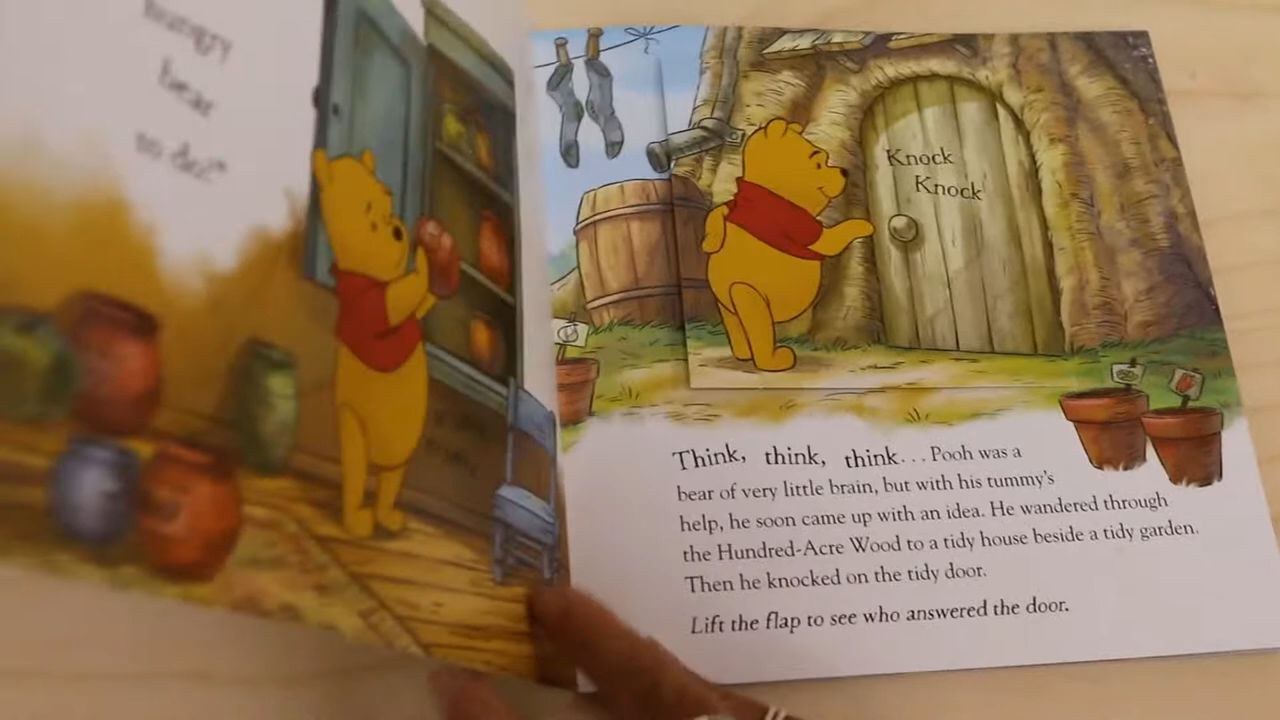 hungry
bear
to do?"
Knock
Knock
Think, think, think... Pooh was a
bear of very little brain, but with his tummy's
help, he soon came up with an idea. He wandered through
the Hundred-Acre Wood to a tidy house beside a tidy garden.
Then he knocked on the tidy door.
Lift the flap to see who answered the door.